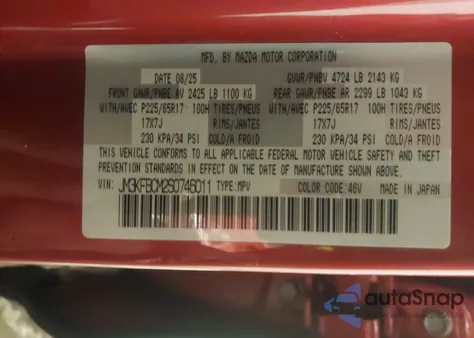 MFD. BY MAZDA MOTOR CORPORATION
DATE 08/25 GVWR/PNBV 4724 LB 2143 KG
FRONT GAWR/PNBE AV 2425 LB 1100 KG REAR GAWR/PNBE AR 2299 LB 1043 KG
WITH/AVEC P225/65R17 100H TIRES/PNEUS WITH/AVEC P225/65R17 100H TIRES/PNEUS
17X7J RIMS/JANTES 17X7J RIMS/JANTES
230 KPA/34 PSI COLD/A FROID 230 KPA/34 PSI COLD/A FROID
THIS VEHICLE CONFORMS TO ALL APPLICABLE FEDERAL MOTOR VEHICLE SAFETY AND THEFT
PREVENTION STANDARDS IN EFFECT ON THE DATE OF MANUFACTURE SHOWN ABOVE.
VIN: JM3KFBCM2S0746011 TYPE: MPV COLOR CODE: 46V MADE IN JAPAN
autoSnap